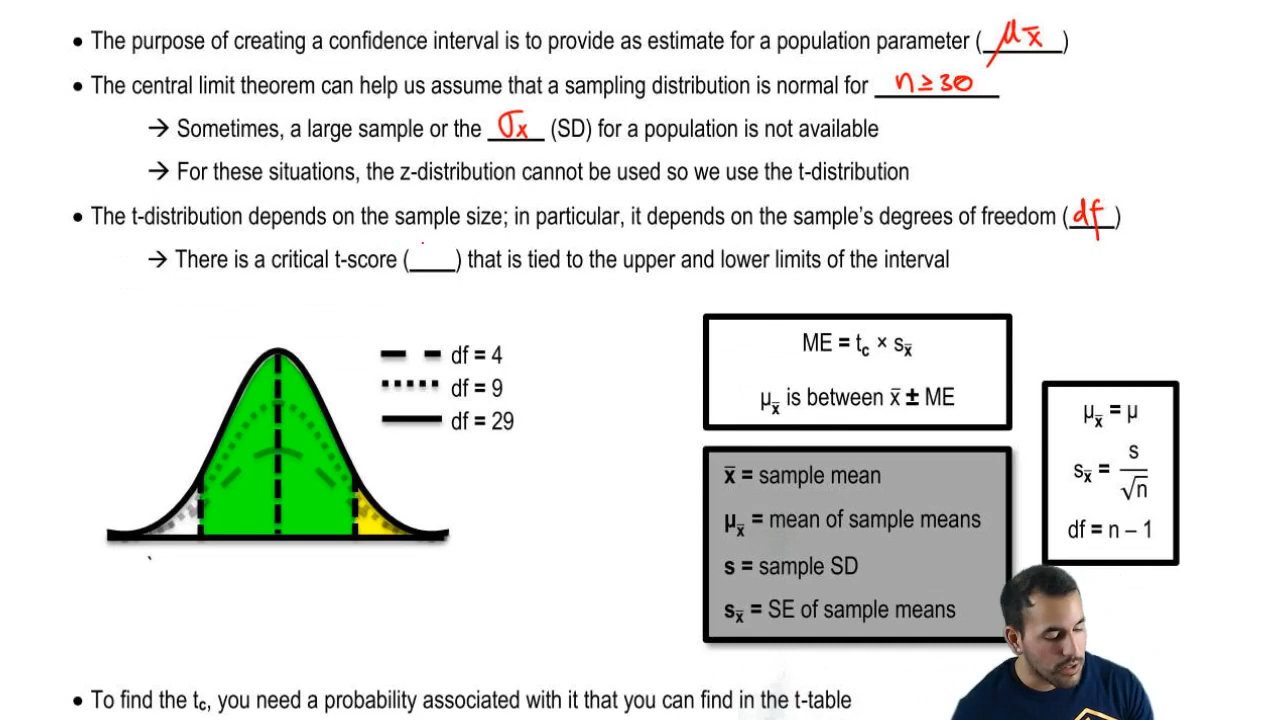 • The purpose of creating a confidence interval is to provide as estimate for a population parameter (μx̄)
• The central limit theorem can help us assume that a sampling distribution is normal for n ≥ 30
→ Sometimes, a large sample or the σx (SD) for a population is not available
→ For these situations, the z-distribution cannot be used so we use the t-distribution
• The t-distribution depends on the sample size; in particular, it depends on the sample's degrees of freedom (df)
→ There is a critical t-score (____) that is tied to the upper and lower limits of the interval
df = 4
df = 9
df = 29
ME = tc × sx̄
μx̄ is between x̄ ± ME
x̄ = sample mean
μx̄ = mean of sample means
s = sample SD
sx̄ = SE of sample means
μx̄ = μ
sx̄ = s/√n
df = n – 1
• To find the tc, you need a probability associated with it that you can find in the t-table